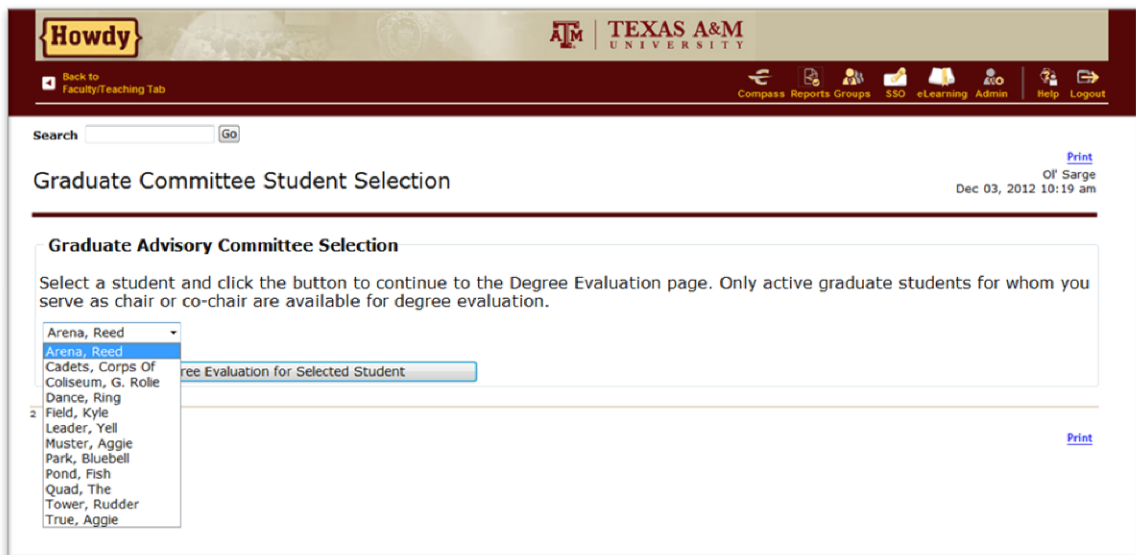 {Howdy}
A̲M | TEXAS A&M
UNIVERSITY
Back to
Faculty/Teaching Tab
Compass Reports Groups SSO eLearning Admin Help Logout
Search Go
Print
Ol' Sarge
Graduate Committee Student Selection
Dec 03, 2012 10:19 am
Graduate Advisory Committee Selection
Select a student and click the button to continue to the Degree Evaluation page. Only active graduate students for whom you
serve as chair or co-chair are available for degree evaluation.
Arena, Reed
Arena, Reed
Cadets, Corps Of
ree Evaluation for Selected Student
Coliseum, G. Rolie
Dance, Ring
2 Field, Kyle
Leader, Yell
Muster, Aggie
Print
Park, Bluebell
Pond, Fish
Quad, The
Tower, Rudder
True, Aggie